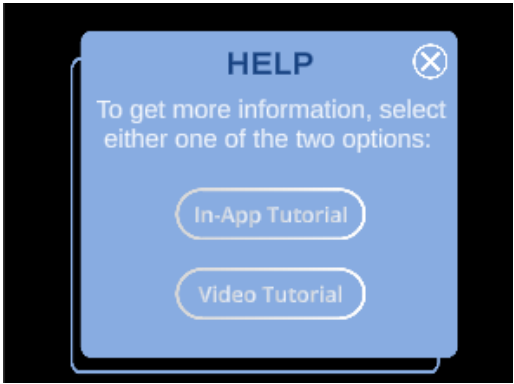 HELP
To get more information, select
either one of the two options:
In-App Tutorial
Video Tutorial